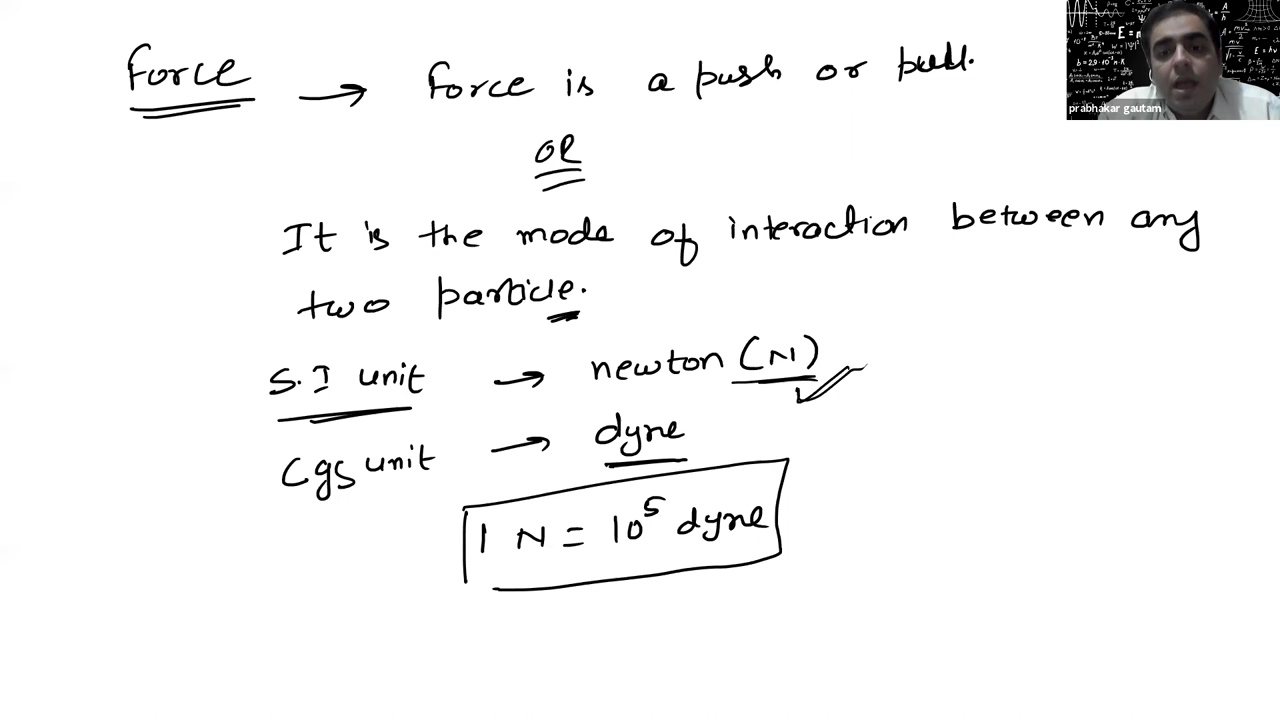 Force → Force is a push or pull.
OR
It is the mode of interaction between any
two particle.
S.I unit → newton (N)
Cgs unit → dyne
1 N = 10⁵ dyne
prabhakar gautam